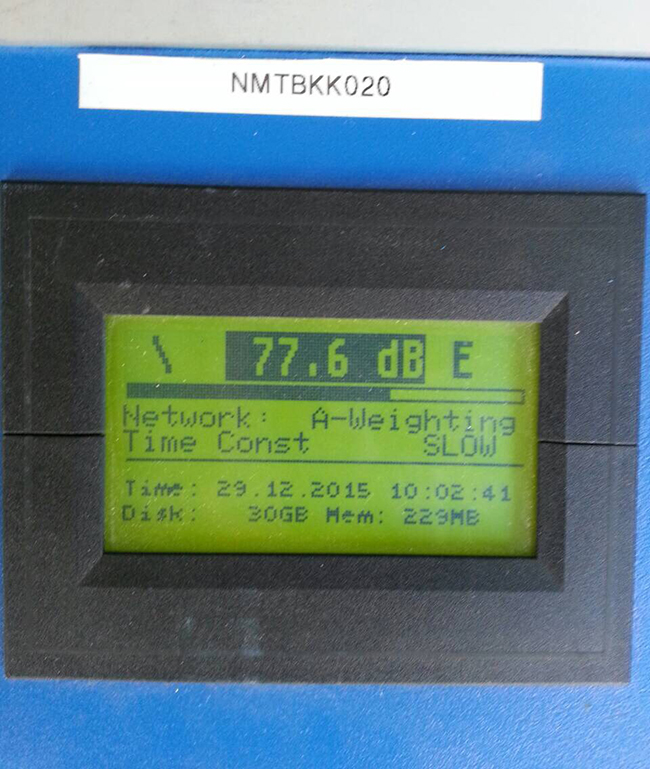 NMTBKK020
\ 77.6 dB E
Network: A-Weighting
Time Const SLOW
Time: 29.12.2015 10:02:41
Disk: 30GB Mem: 229MB